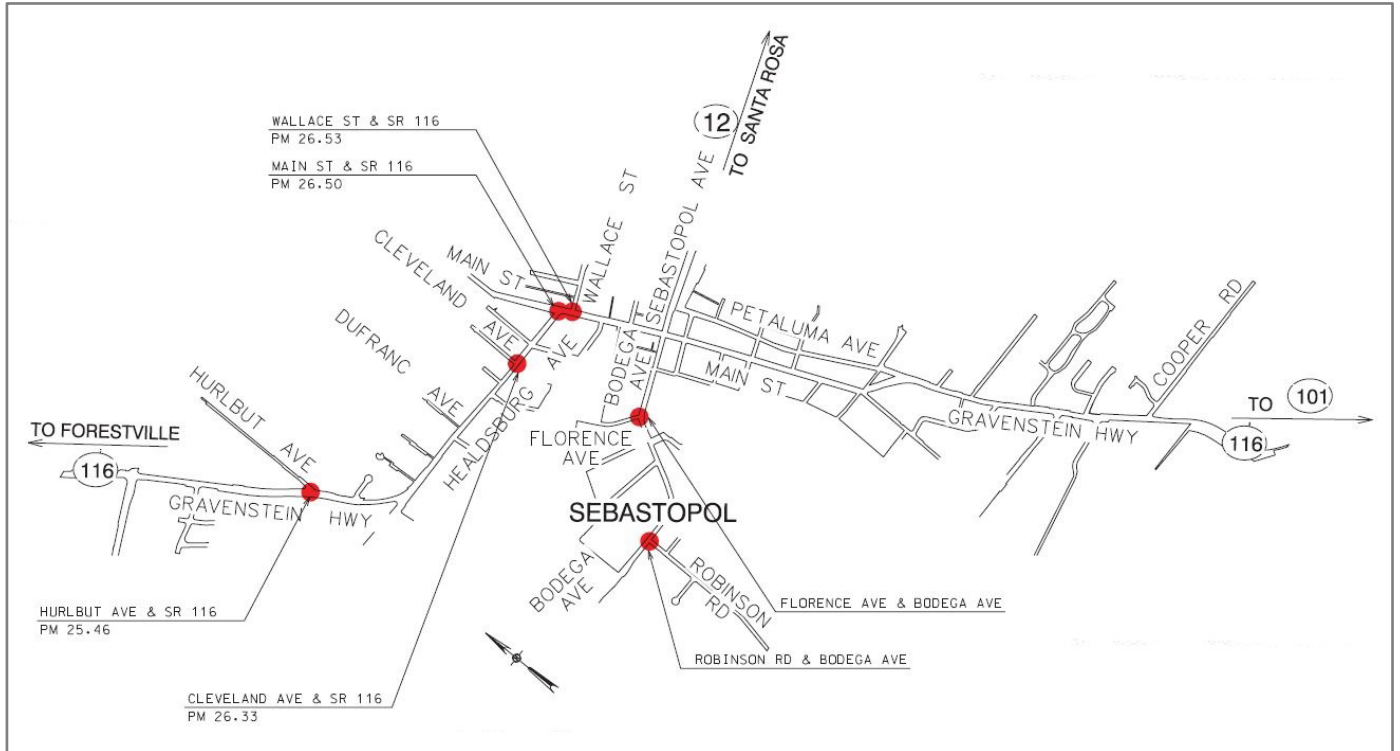 WALLACE ST & SR 116
PM 26.53
MAIN ST & SR 116
PM 26.50
12
TO SANTA ROSA
SEBASTOPOL AVE
WALLACE ST
MAIN ST
CLEVELAND AVE
DUFRANC AVE
HURLBUT AVE
HEALDSBURG AVE
BODEGA AVE
PETALUMA AVE
MAIN ST
COOPER RD
TO 101
GRAVENSTEIN HWY
116
TO FORESTVILLE
116
GRAVENSTEIN HWY
FLORENCE AVE
SEBASTOPOL
BODEGA AVE
ROBINSON RD
FLORENCE AVE & BODEGA AVE
ROBINSON RD & BODEGA AVE
HURLBUT AVE & SR 116
PM 25.46
CLEVELAND AVE & SR 116
PM 26.33